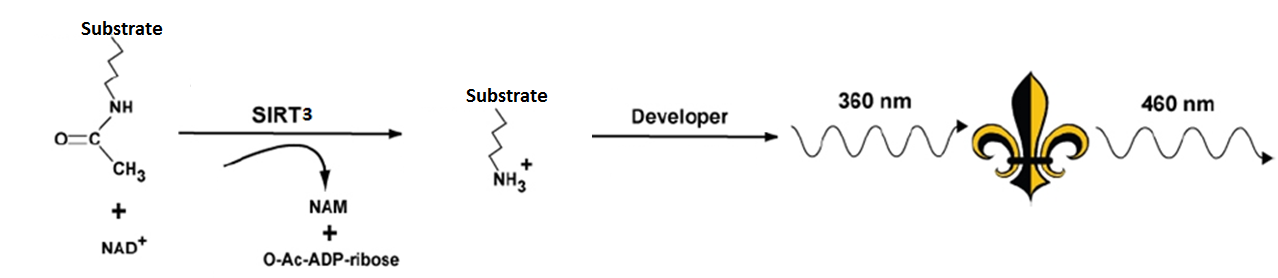 Substrate
NH
O=C
CH3
+
NAD+
SIRT3
NAM
+
O-Ac-ADP-ribose
Substrate
NH3+
Developer
360 nm
460 nm